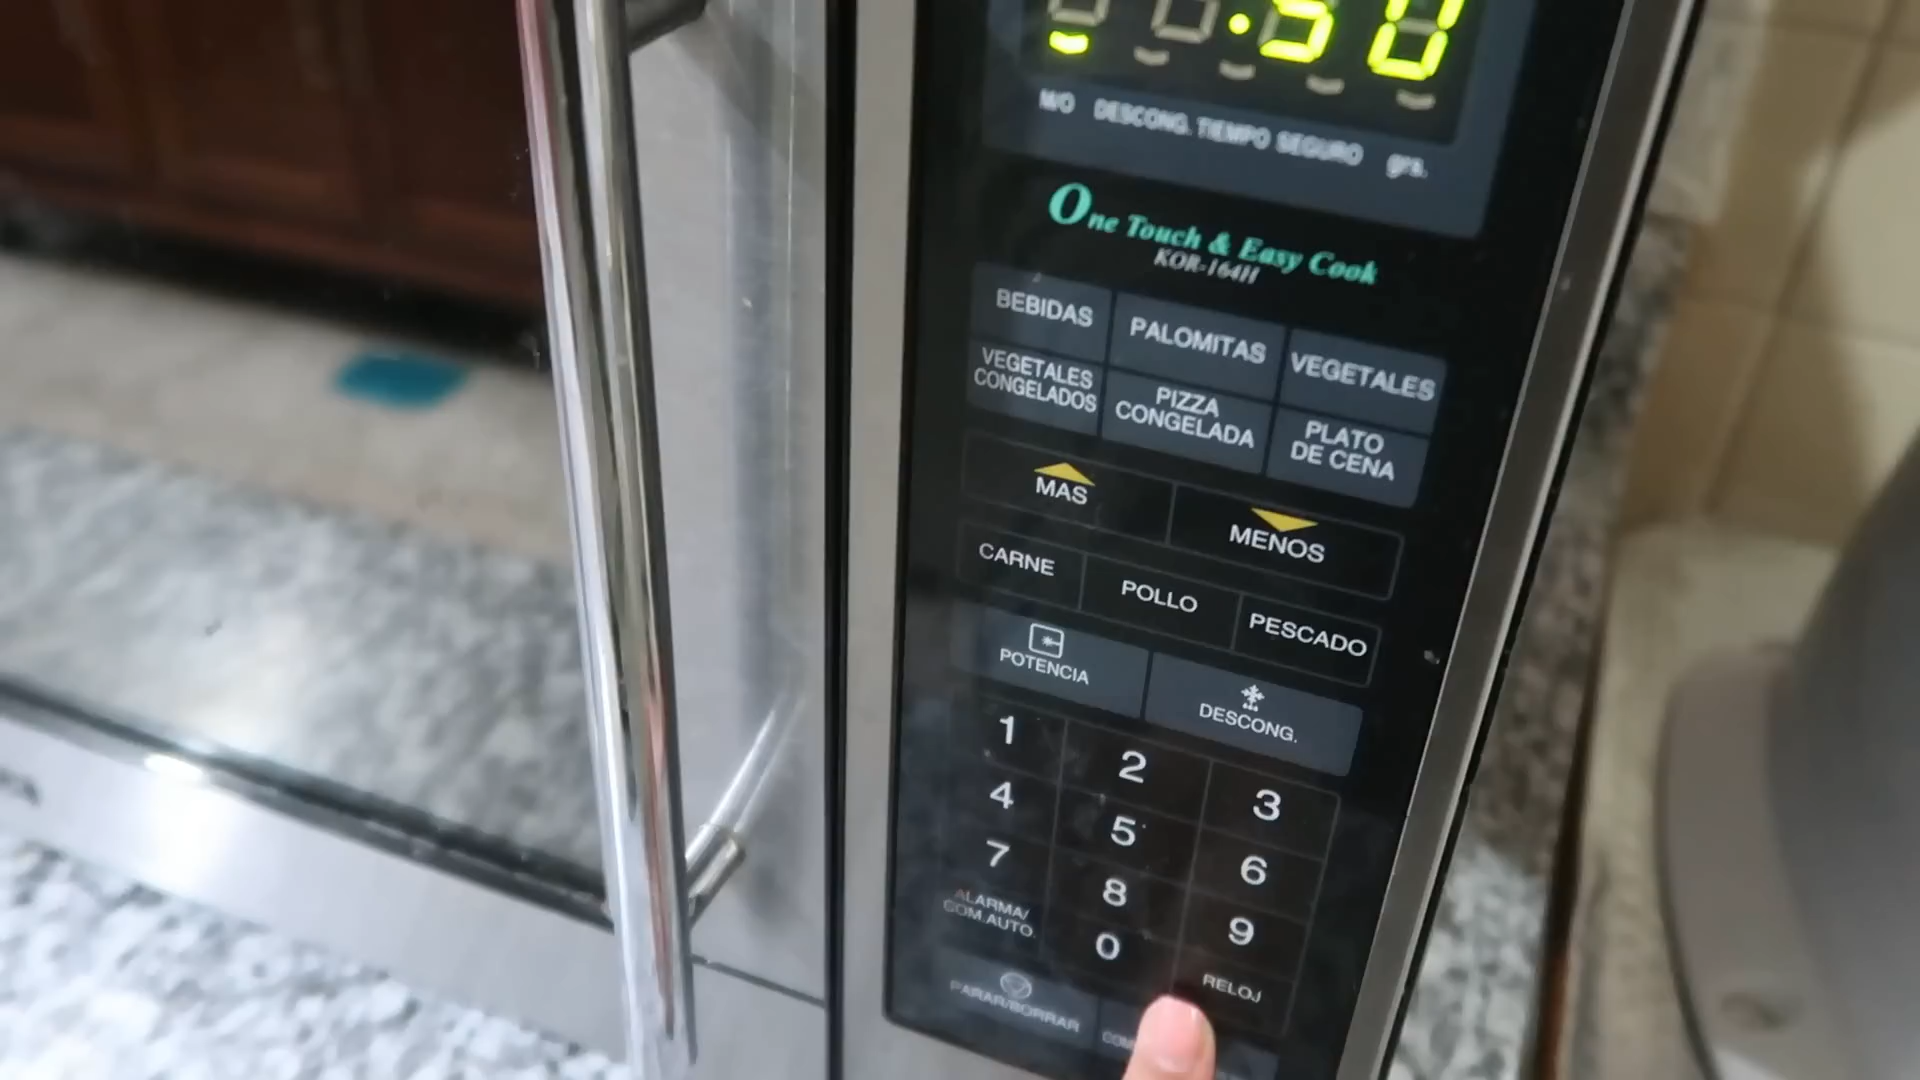 :50
M/O DESCONG. TIEMPO SEGURO grs.
One Touch & Easy Cook
KOR-164H
BEBIDAS PALOMITAS VEGETALES
VEGETALES CONGELADOS
PIZZA CONGELADA
PLATO DE CENA
MAS MENOS
CARNE POLLO PESCADO
POTENCIA DESCONG.
1 2 3
4 5 6
7 8 9
ALARMA/
COM.AUTO.
0
RELOJ
PARAR/BORRAR